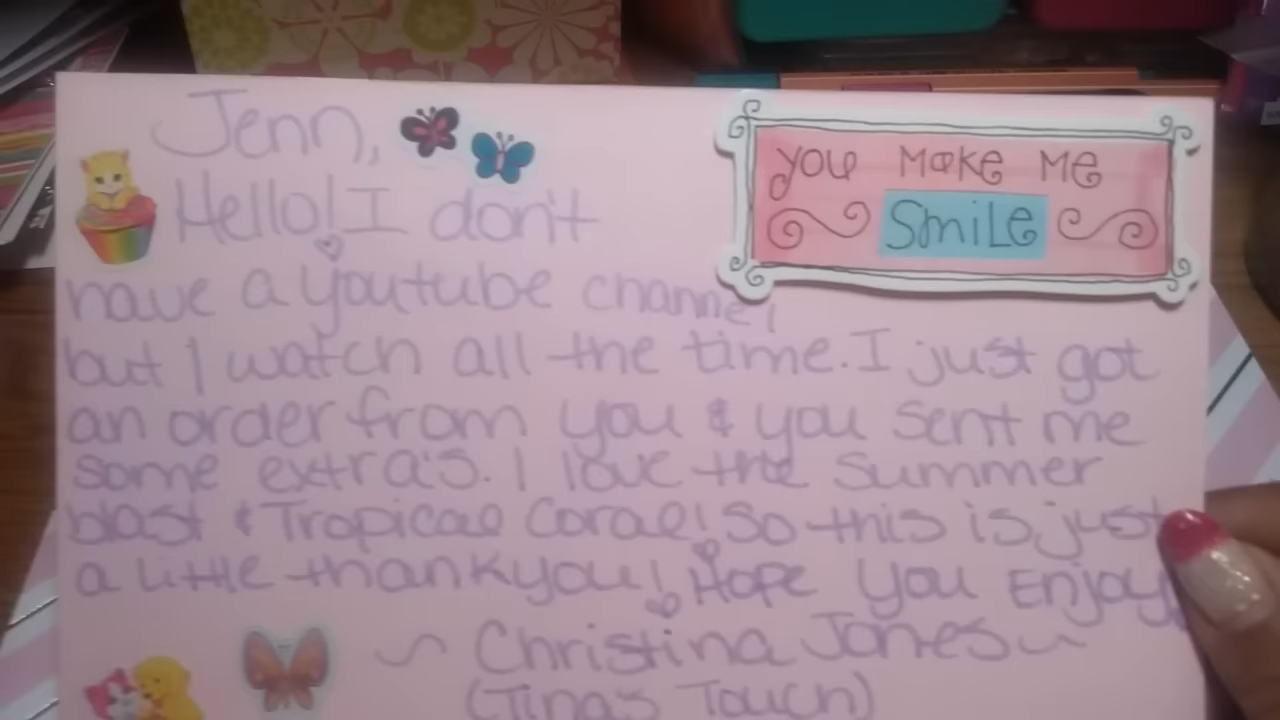 Jenn,
Hello! I don't
you make me
smile
have a youtube channel
but I watch all the time. I just got
an order from you & you sent me
some extra's. I love the summer
blast & Tropical Coral! So this is just
a little thankyou! Hope you Enjoy
~ Christina Jones ~
(Tina's Touch)